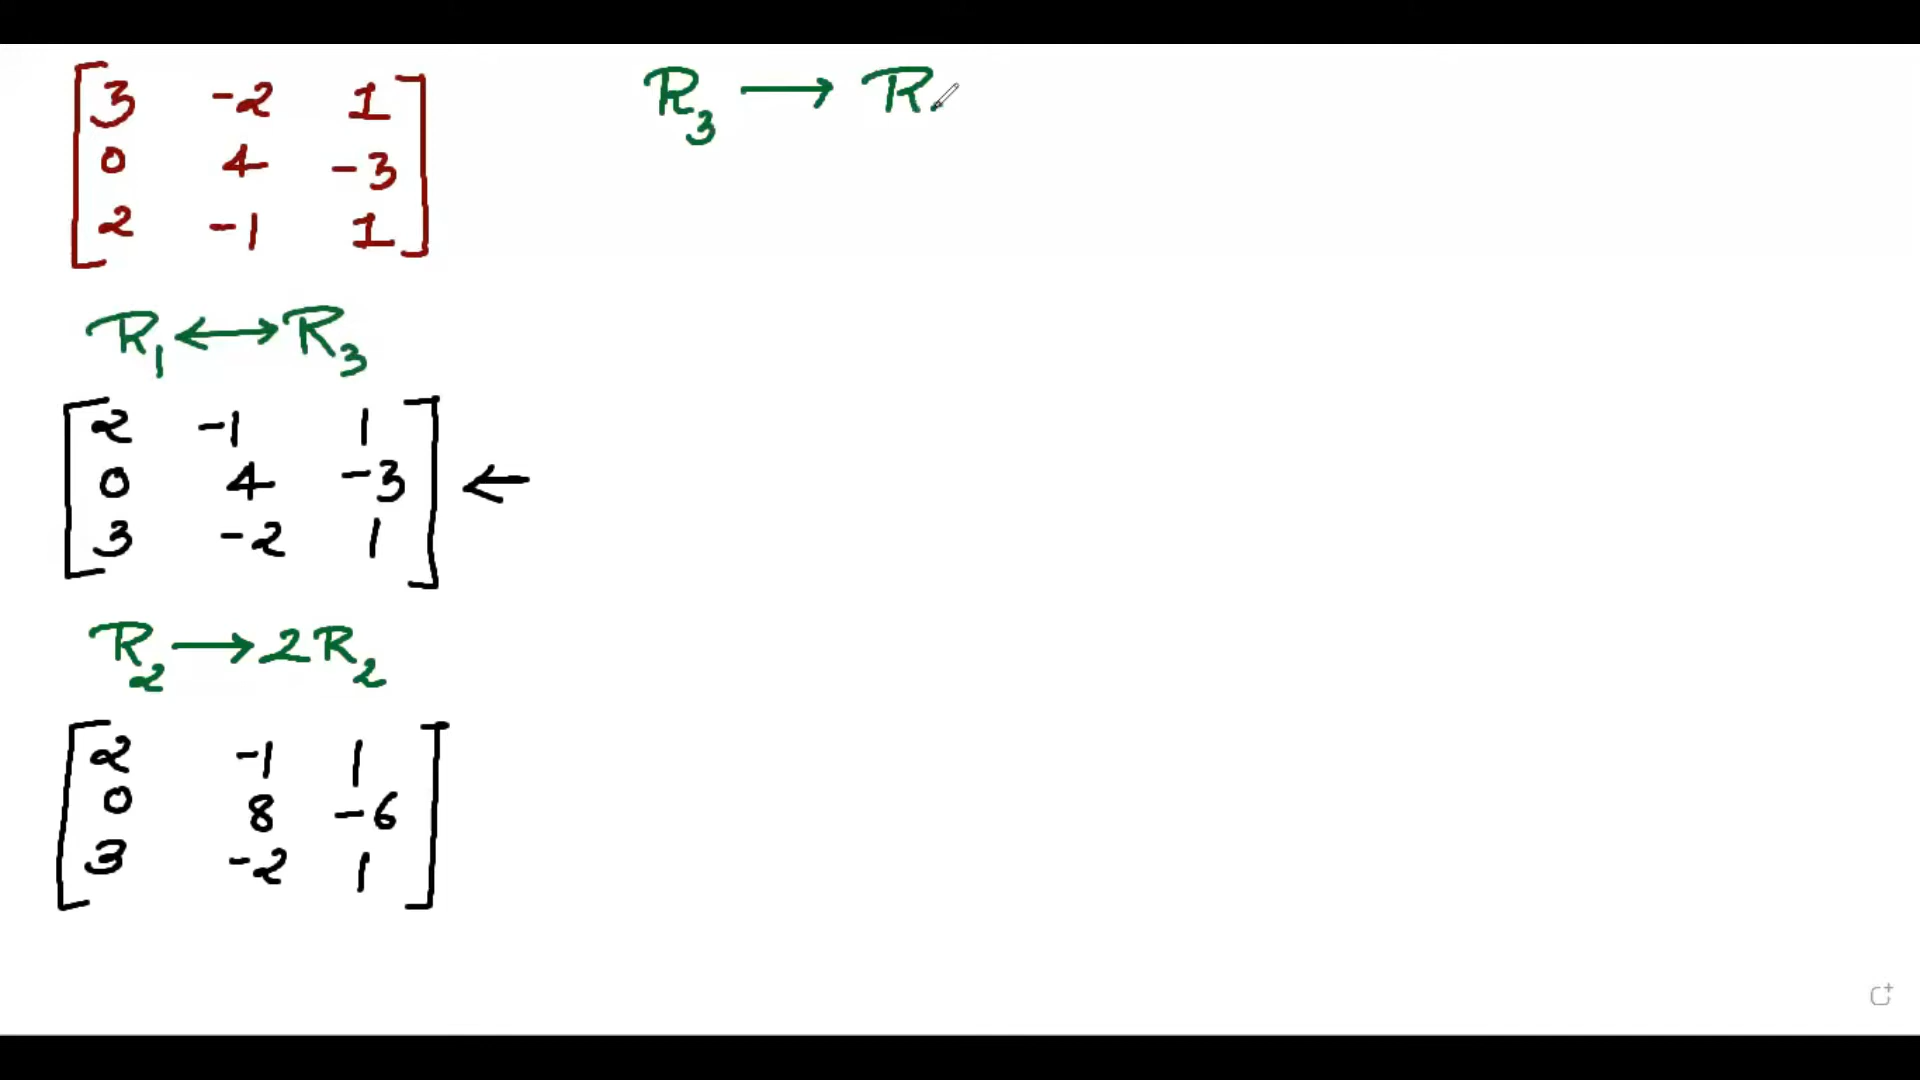 [3 -2 1]
[0 4 -3]
[2 -1 1]
R1 ↔ R3
[2 -1 1]
[0 4 -3] ←
[3 -2 1]
R2 → 2R2
[2 -1 1]
[0 8 -6]
[3 -2 1]
R3 → R